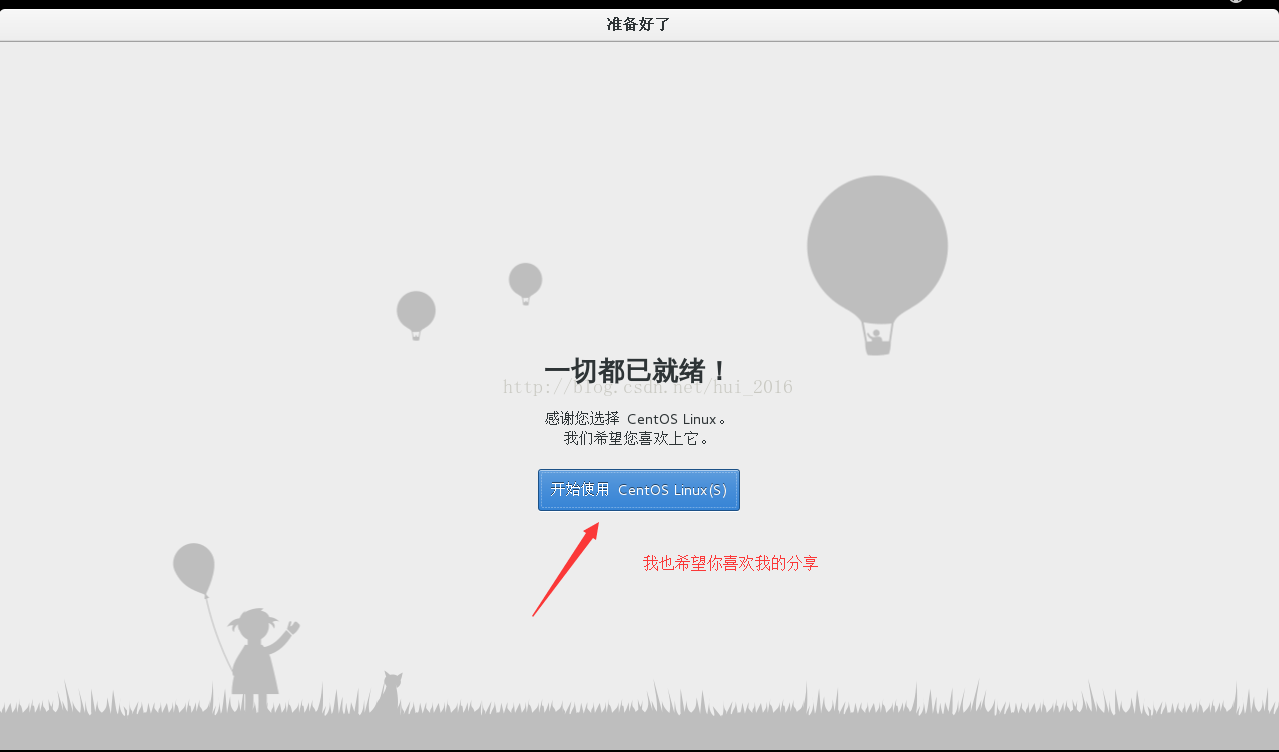 准备好了
一切都已就绪！
http://blog.csdn.net/hui_2016
感谢您选择 CentOS Linux。
我们希望您喜欢上它。
开始使用 CentOS Linux(S)
我也希望你喜欢我的分享